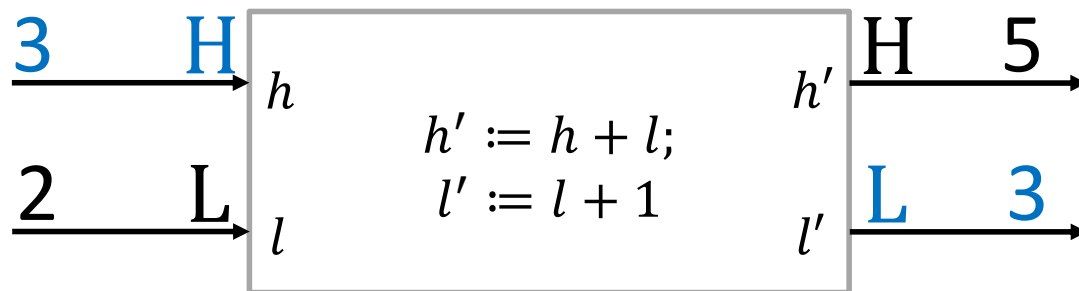 3 H h h′ H 5
h′ ≔ h + l;
l′ ≔ l + 1
2 L l l′ L 3